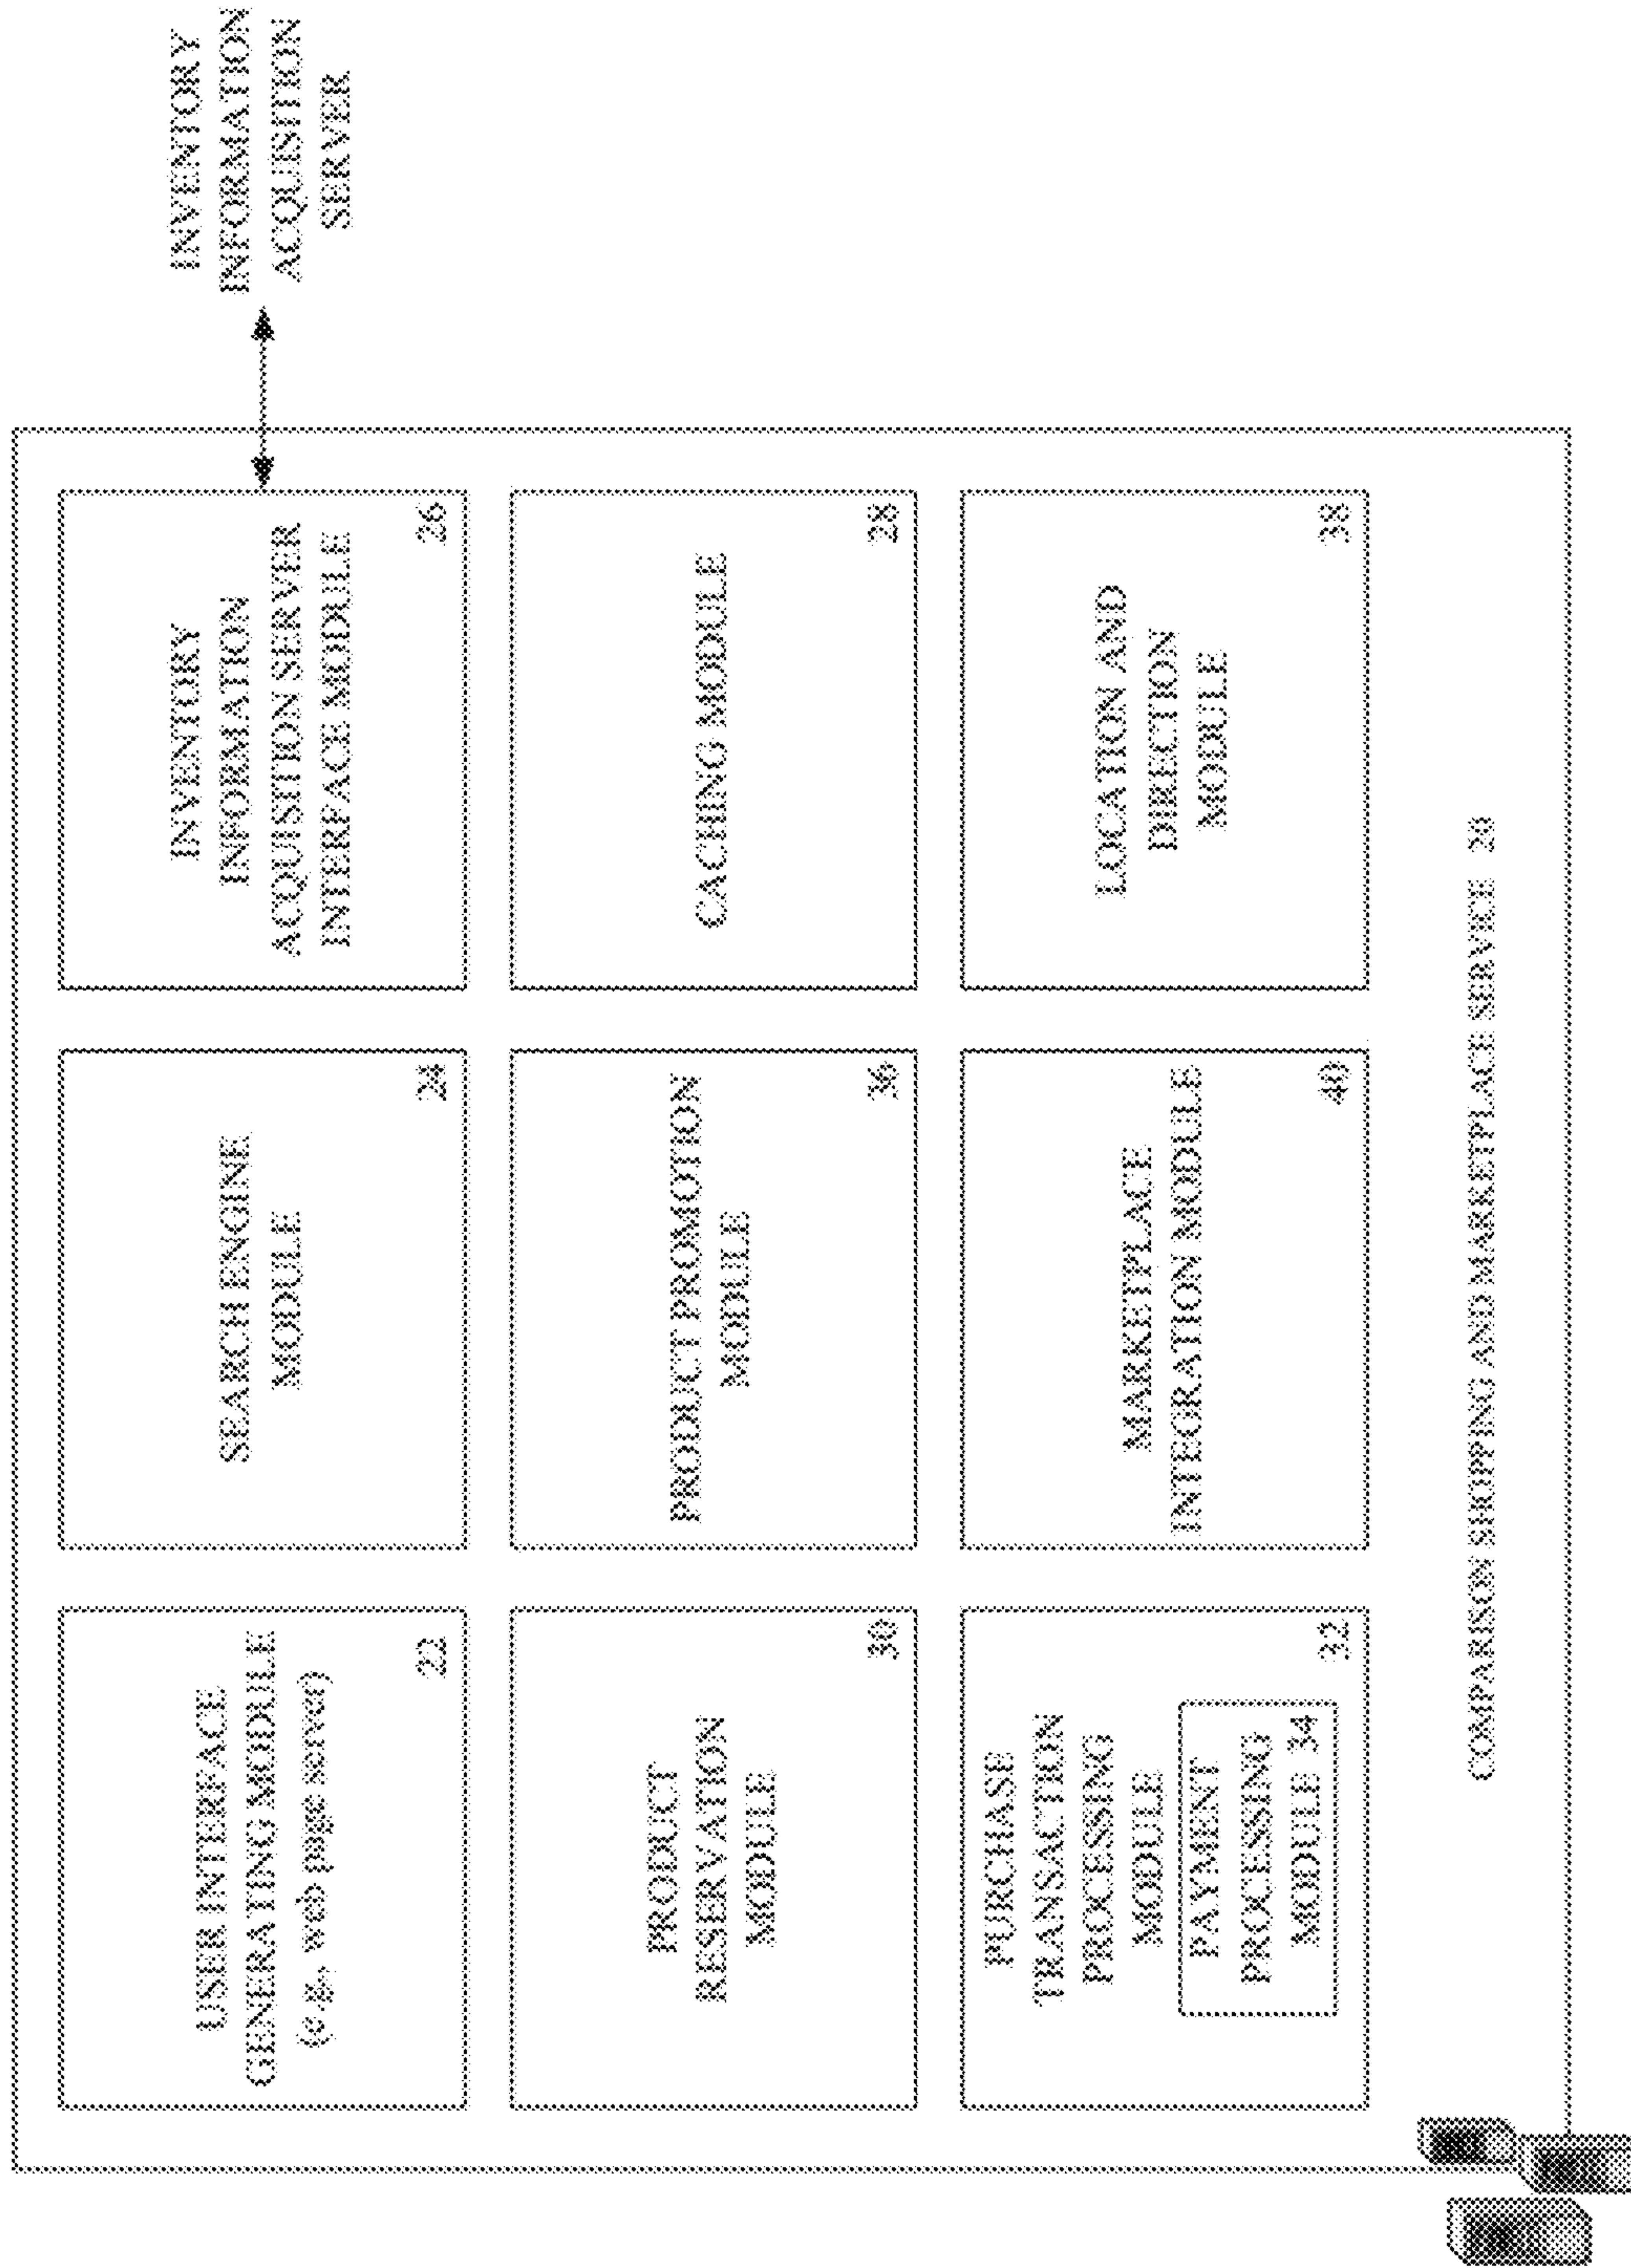 USER INTERFACE
GENERATING MODULE
(e.g., web page server)
22
SEARCH ENGINE
MODULE
24
INVENTORY
INFORMATION
ACQUISITION SERVER
INTERFACE MODULE
26
INVENTORY
INFORMATION
ACQUISITION
SERVER
PRODUCT
RESERVATION
MODULE
30
PRODUCT PROMOTION
MODULE
36
CACHING MODULE
28
PURCHASE
TRANSACTION
PROCESSING
MODULE
PAYMENT
PROCESSING
MODULE 34
32
MARKETPLACE
INTEGRATION MODULE
40
LOCATION AND
DIRECTION
MODULE
38
COMPARISON SHOPPING AND MARKETPLACE SERVICE 20